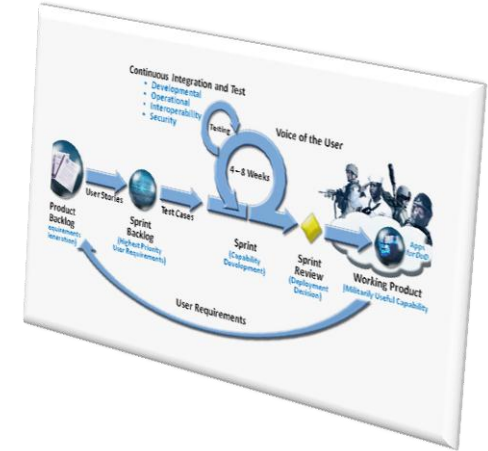 Continuous Integration and Test
• Developmental
• Operational
• Interoperability
• Security
Testing
Voice of the User
4 – 8 Weeks
User Stories
Test Cases
Product
Backlog
Sprint
Backlog
(Highest Priority
User Requirements)
Sprint
(Capability
Development)
Sprint
Review
(Deployment
Decision)
Apps
for DoD
Working Product
(Militarily Useful Capability
User Requirements